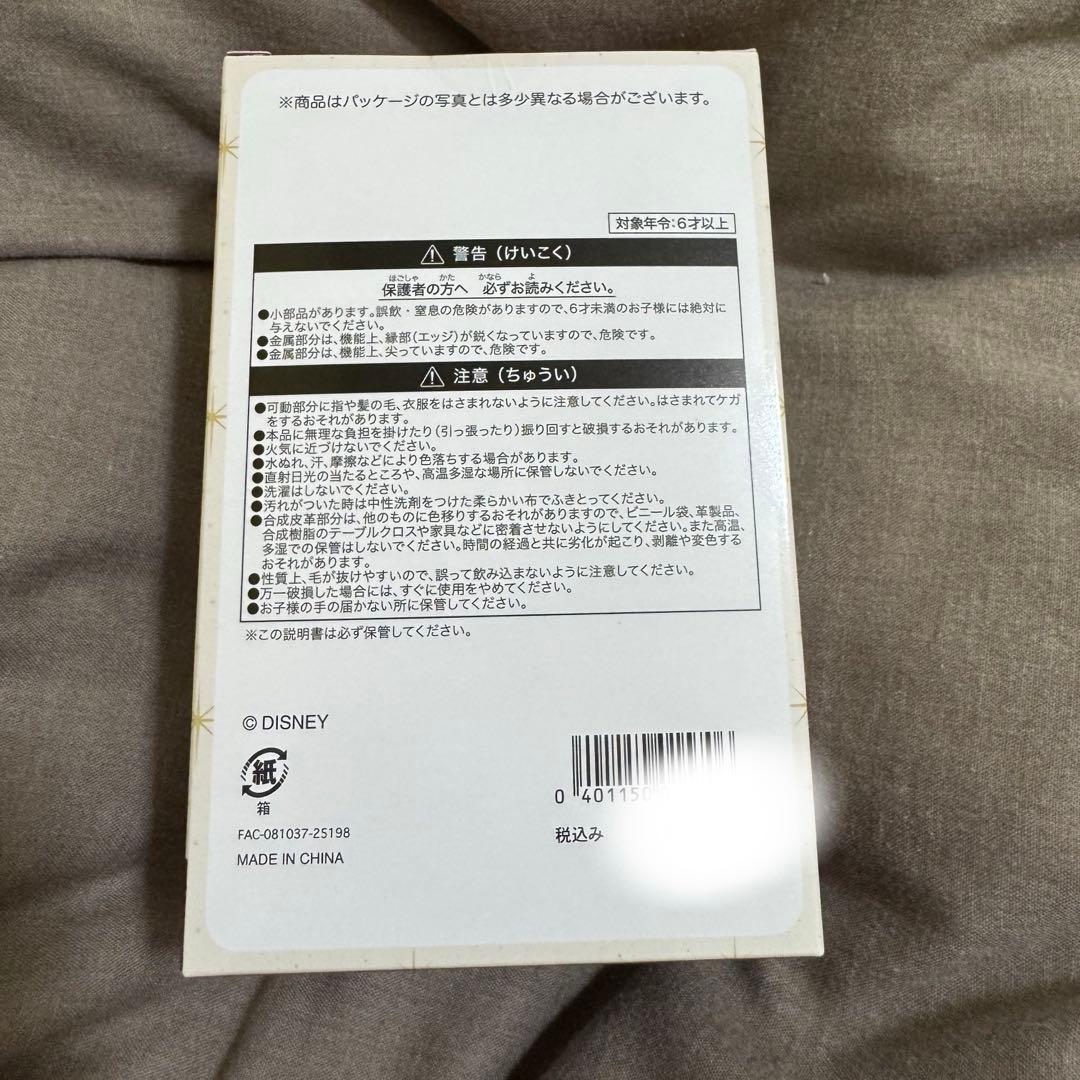 ※商品はパッケージの写真とは多少異なる場合がございます。
対象年令:6才以上
警告（けいこく）
保護者の方へ 必ずお読みください。
ほごしゃ かた かなら よ
●小部品があります。誤飲・窒息の危険がありますので、6才未満のお子様には絶対に
与えないでください。
●金属部分は、機能上、縁部（エッジ）が鋭くなっていますので、危険です。
●金属部分は、機能上、尖っていますので、危険です。
注意（ちゅうい）
●可動部分に指や髪の毛、衣服をはさまれないように注意してください。はさまれてケガ
をするおそれがあります。
●本品に無理な負担を掛けたり（引っ張ったり）振り回すと破損するおそれがあります。
●火気に近づけないでください。
●水ぬれ、汗、摩擦などにより色落ちする場合があります。
●直射日光の当たるところや、高温多湿な場所に保管しないでください。
●洗濯はしないでください。
●汚れがついた時は中性洗剤をつけた柔らかい布でふきとってください。
●合成皮革部分は、他のものに色移りするおそれがありますので、ビニール袋、革製品、
合成樹脂のテーブルクロスや家具などに密着させないようにしてください。また高温、
多湿での保管はしないでください。時間の経過と共に劣化が起こり、剥離や変色する
おそれがあります。
●性質上、毛が抜けやすいので、誤って飲み込まないように注意してください。
●万一破損した場合には、すぐに使用をやめてください。
●お子様の手の届かない所に保管してください。
※この説明書は必ず保管してください。
© DISNEY
紙
箱
FAC-081037-25198
MADE IN CHINA
0 401150
税込み